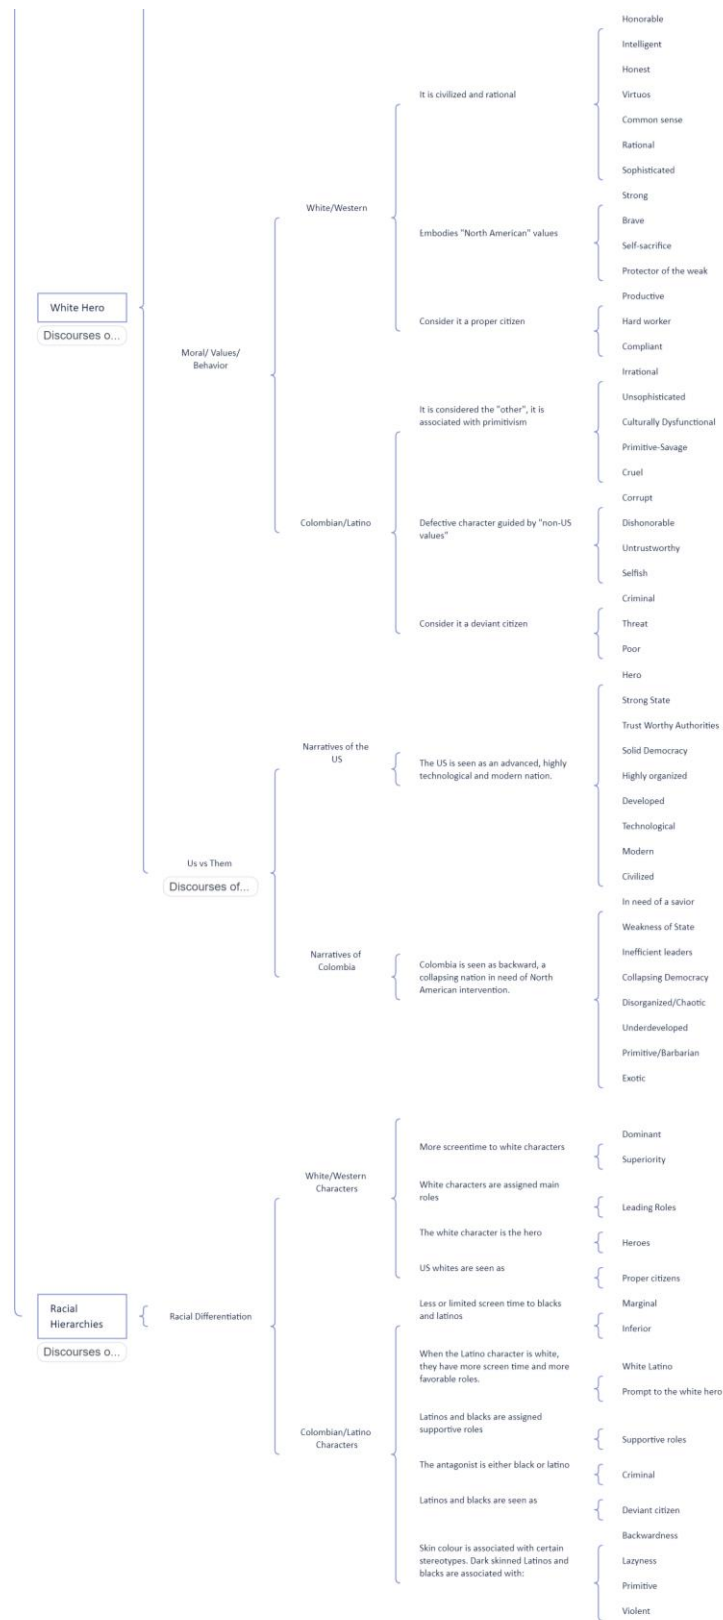 Honorable
Intelligent
Honest
It is civilized and rational
Virtuos
Common sense
Rational
Sophisticated
White/Western
Strong
Brave
Embodies "North American" values
Self-sacrifice
Protector of the weak
White Hero
Discourses o...
Productive
Consider it a proper citizen
Hard worker
Compliant
Moral/ Values/
Behavior
Irrational
Unsophisticated
It is considered the "other", it is
associated with primitivism
Culturally Dysfunctional
Primitive-Savage
Cruel
Colombian/Latino
Corrupt
Defective character guided by "non-US
values"
Dishonorable
Untrustworthy
Selfish
Criminal
Consider it a deviant citizen
Threat
Poor
Hero
Strong State
Narratives of the
US
Trust Worthy Authorities
The US is seen as an advanced, highly
technological and modern nation.
Solid Democracy
Highly organized
Developed
Technological
Modern
Us vs Them
Discourses of...
Civilized
In need of a savior
Weakness of State
Narratives of
Colombia
Inefficient leaders
Colombia is seen as backward, a
collapsing nation in need of North
American intervention.
Collapsing Democracy
Disorganized/Chaotic
Underdeveloped
Primitive/Barbarian
Exotic
More screentime to white characters
Dominant
Superiority
White/Western
Characters
White characters are assigned main
roles
Leading Roles
The white character is the hero
Heroes
US whites are seen as
Proper citizens
Racial
Hierarchies
Discourses o...
Racial Differentiation
Less or limited screen time to blacks
and latinos
Marginal
Inferior
When the Latino character is white,
they have more screen time and more
favorable roles.
White Latino
Prompt to the white hero
Colombian/Latino
Characters
Latinos and blacks are assigned
supportive roles
Supportive roles
The antagonist is either black or latino
Criminal
Latinos and blacks are seen as
Deviant citizen
Skin colour is associated with certain
stereotypes. Dark skinned Latinos and
blacks are associated with:
Backwardness
Lazyness
Primitive
Violent